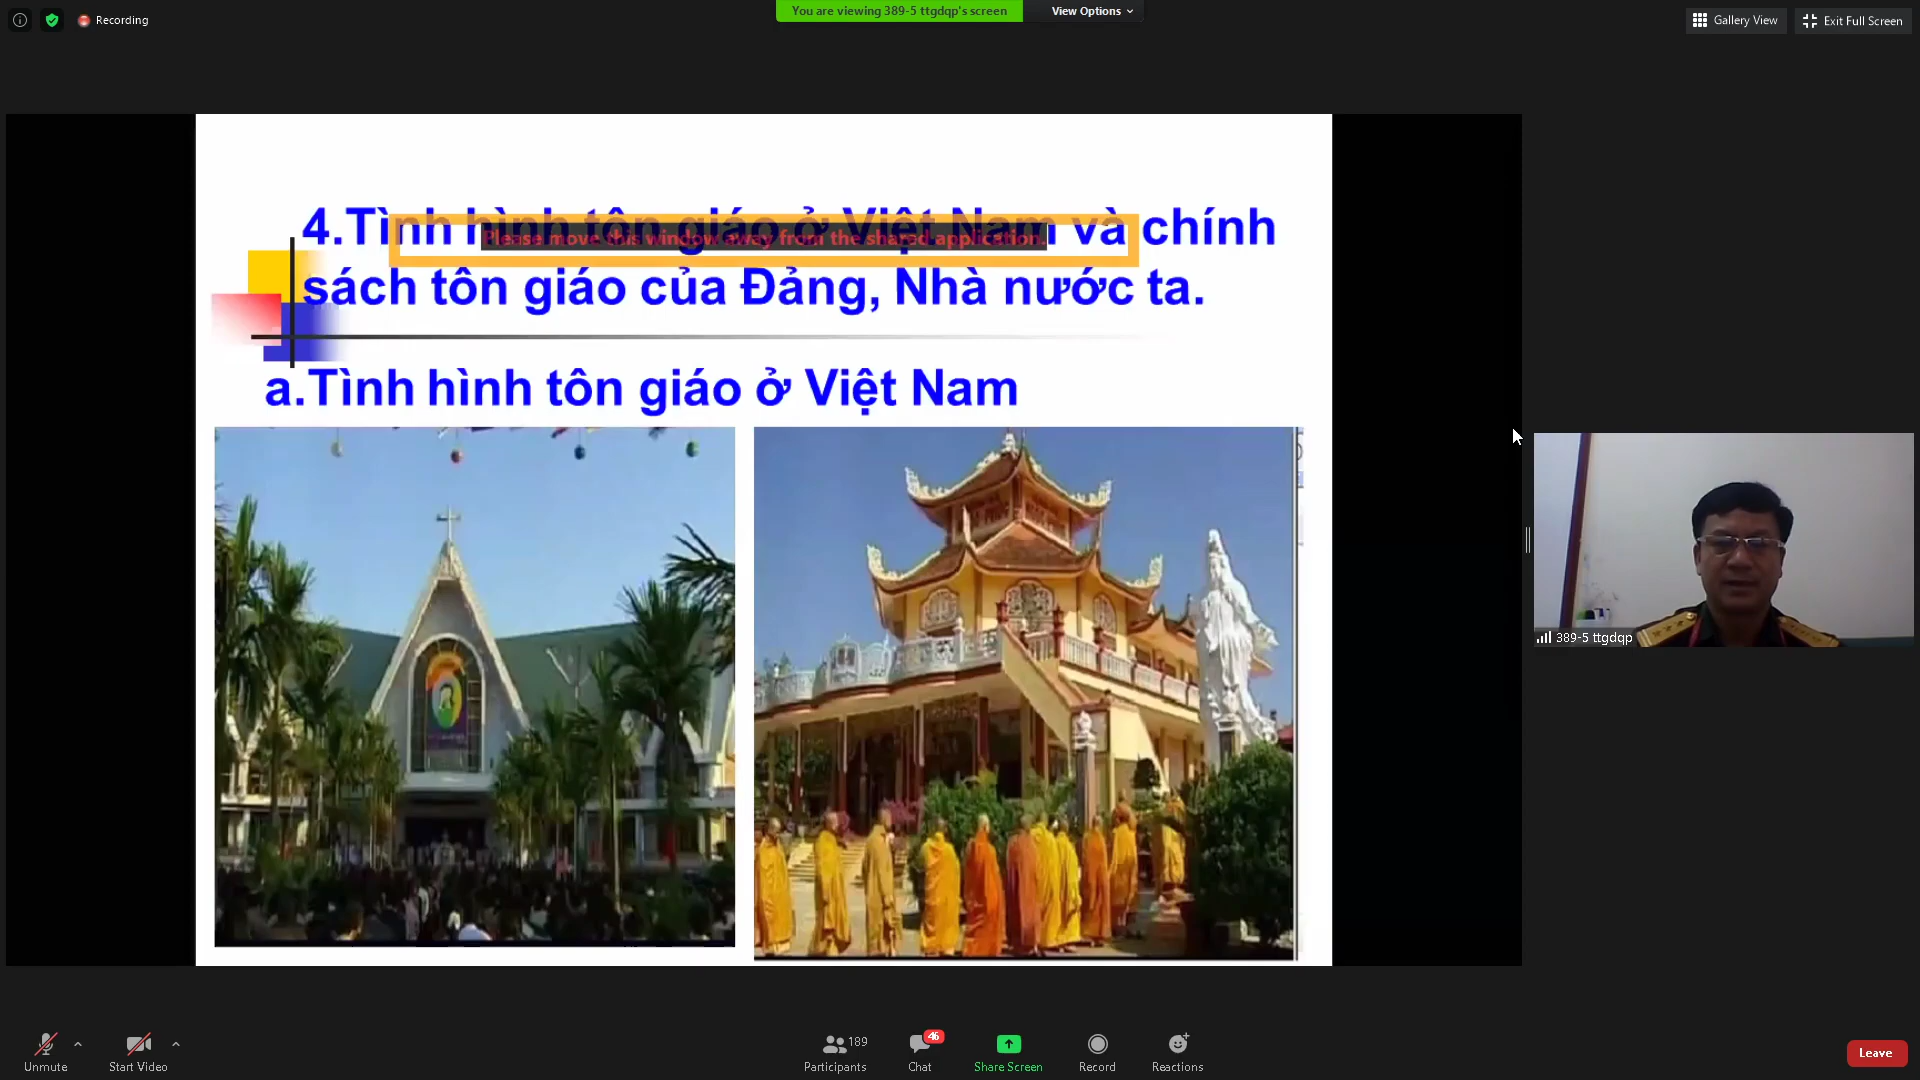 Recording
You are viewing 389-5 ttgdqp's screen
View Options
Gallery View
Exit Full Screen
4.Tình hình tôn giáo ở Việt Nam và chính
Please move this window away from the shared application.
sách tôn giáo của Đảng, Nhà nước ta.
a.Tình hình tôn giáo ở Việt Nam
389-5 ttgdqp
Unmute
Start Video
189
Participants
46
Chat
Share Screen
Record
Reactions
Leave